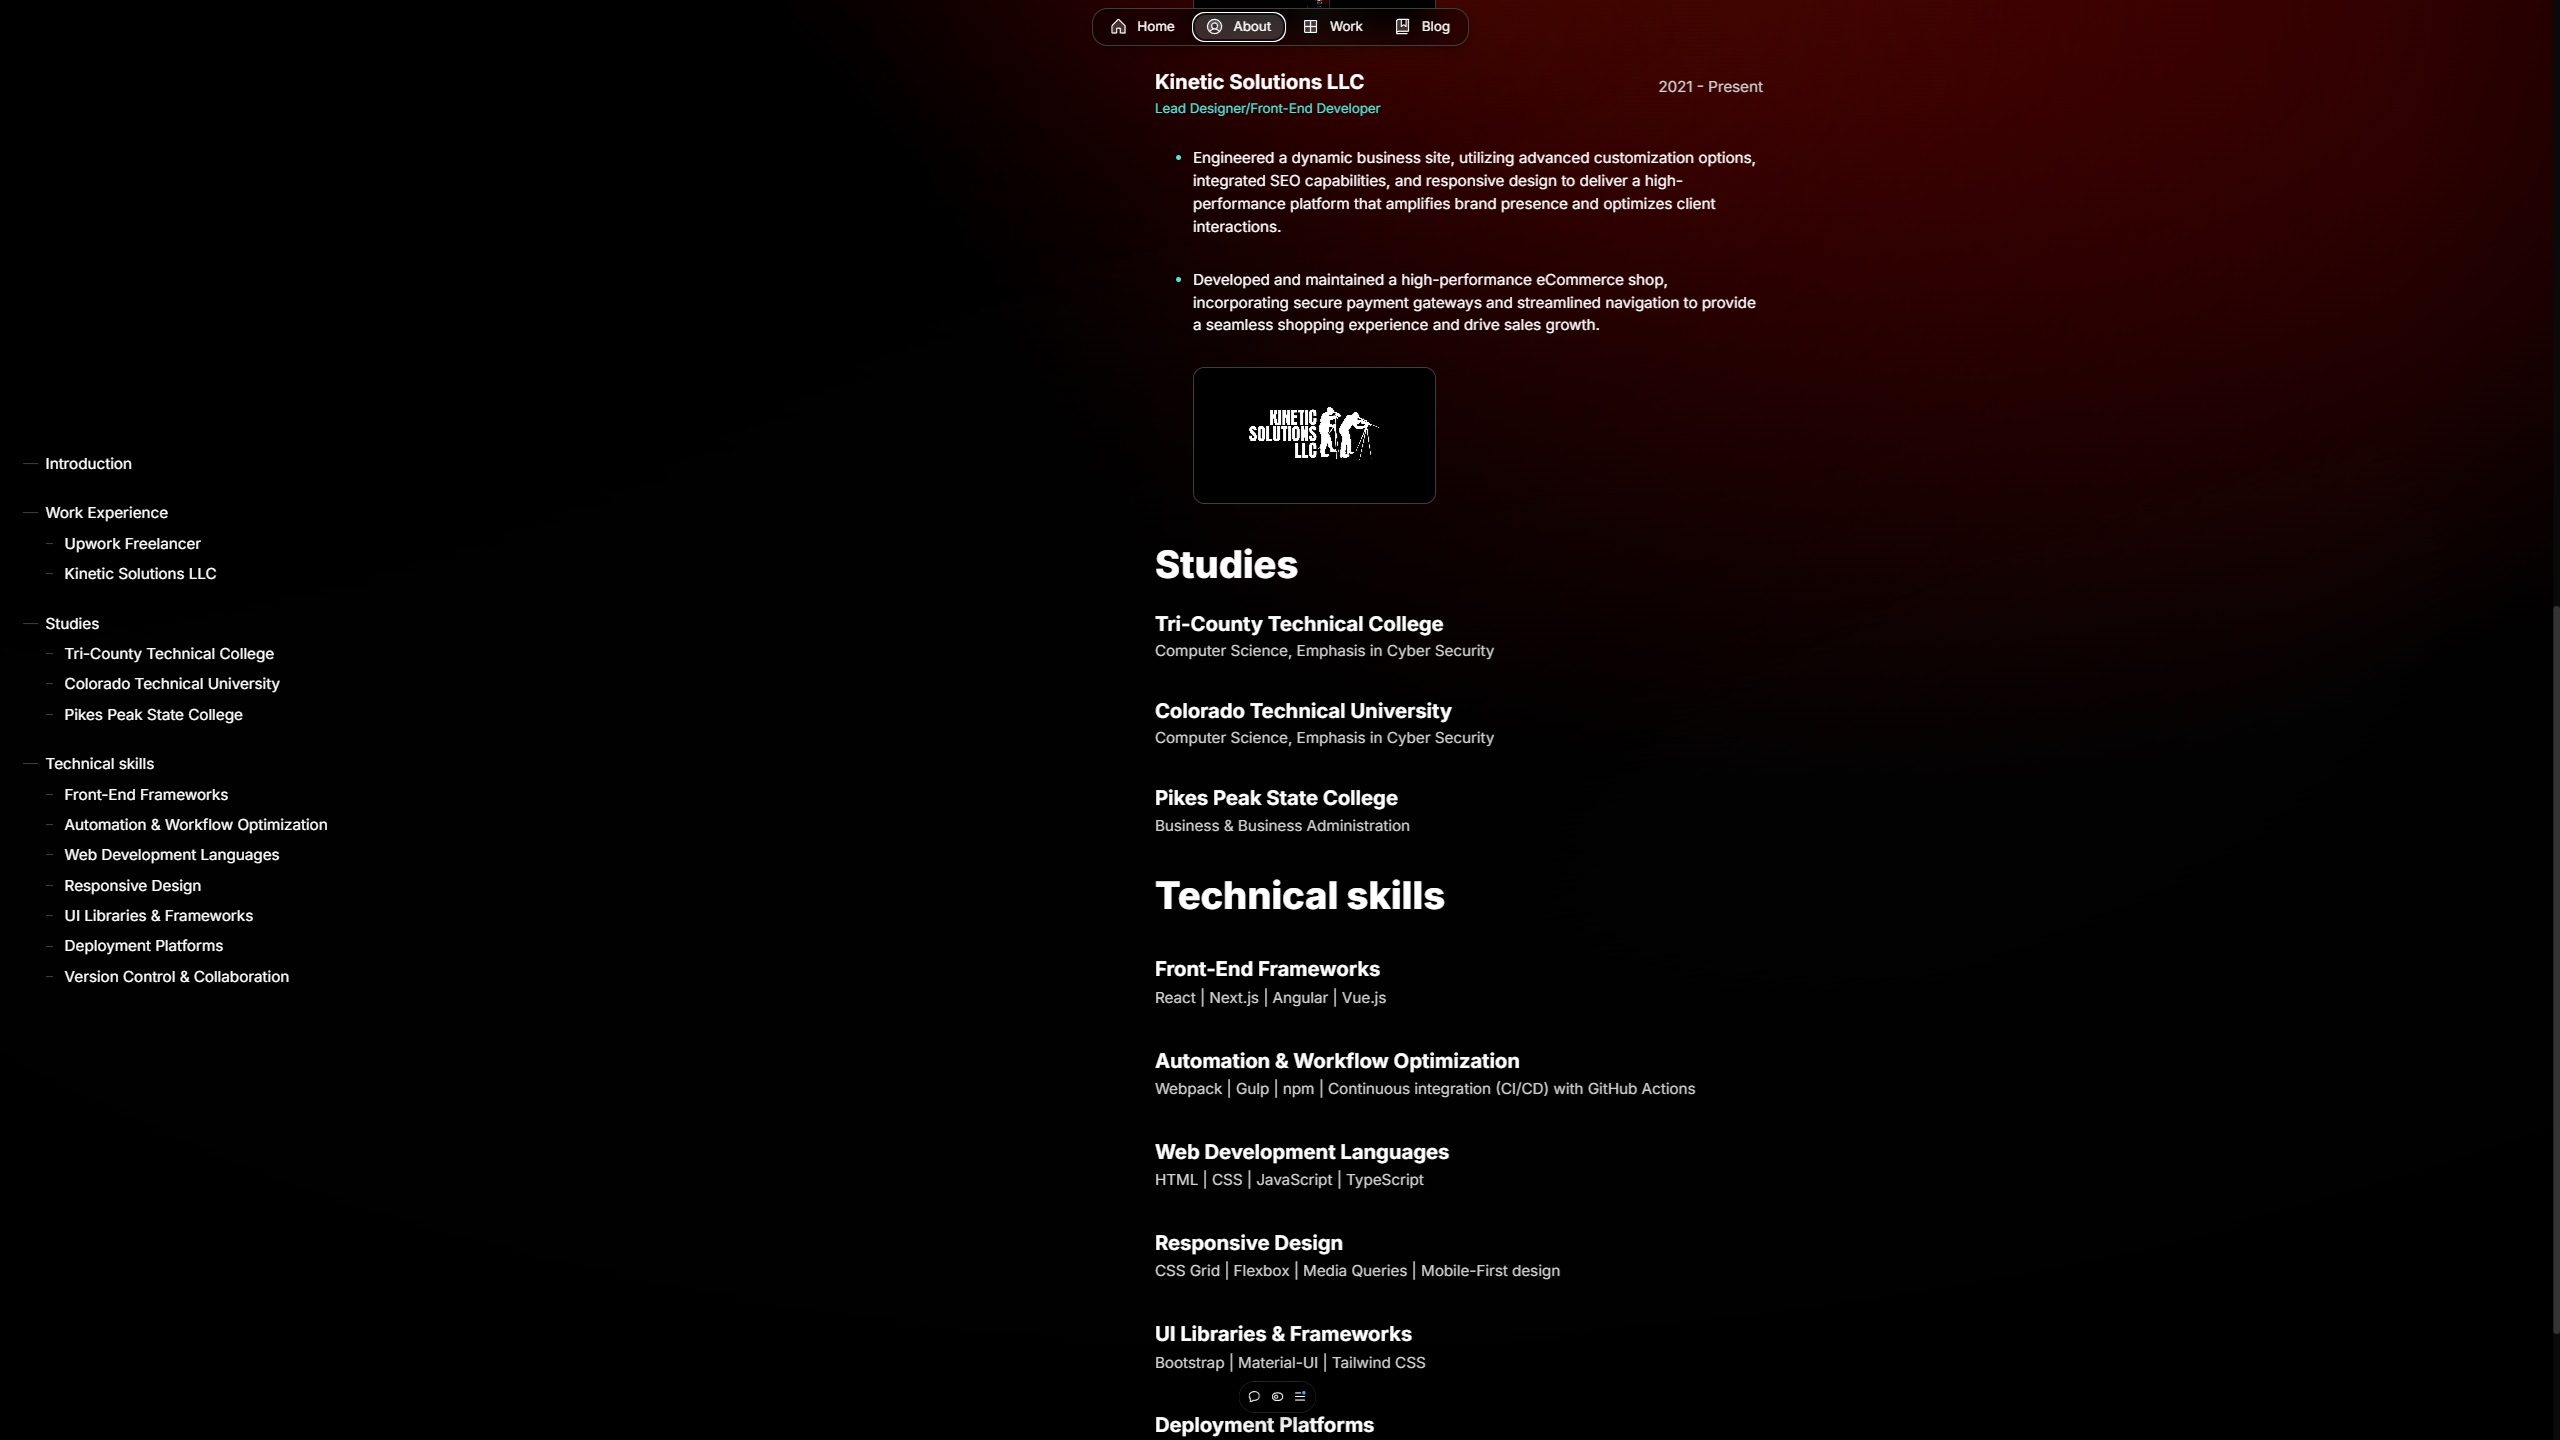 Home
About
Work
Blog
Kinetic Solutions LLC
2021 - Present
Lead Designer/Front-End Developer
Engineered a dynamic business site, utilizing advanced customization options,
integrated SEO capabilities, and responsive design to deliver a high-
performance platform that amplifies brand presence and optimizes client
interactions.
Developed and maintained a high-performance eCommerce shop,
incorporating secure payment gateways and streamlined navigation to provide
a seamless shopping experience and drive sales growth.
KINETIC
SOLUTIONS
LLC
Introduction
Work Experience
Upwork Freelancer
Kinetic Solutions LLC
Studies
Tri-County Technical College
Colorado Technical University
Pikes Peak State College
Technical skills
Front-End Frameworks
Automation & Workflow Optimization
Web Development Languages
Responsive Design
UI Libraries & Frameworks
Deployment Platforms
Version Control & Collaboration
Studies
Tri-County Technical College
Computer Science, Emphasis in Cyber Security
Colorado Technical University
Computer Science, Emphasis in Cyber Security
Pikes Peak State College
Business & Business Administration
Technical skills
Front-End Frameworks
React | Next.js | Angular | Vue.js
Automation & Workflow Optimization
Webpack | Gulp | npm | Continuous integration (CI/CD) with GitHub Actions
Web Development Languages
HTML | CSS | JavaScript | TypeScript
Responsive Design
CSS Grid | Flexbox | Media Queries | Mobile-First design
UI Libraries & Frameworks
Bootstrap | Material-UI | Tailwind CSS
Deployment Platforms